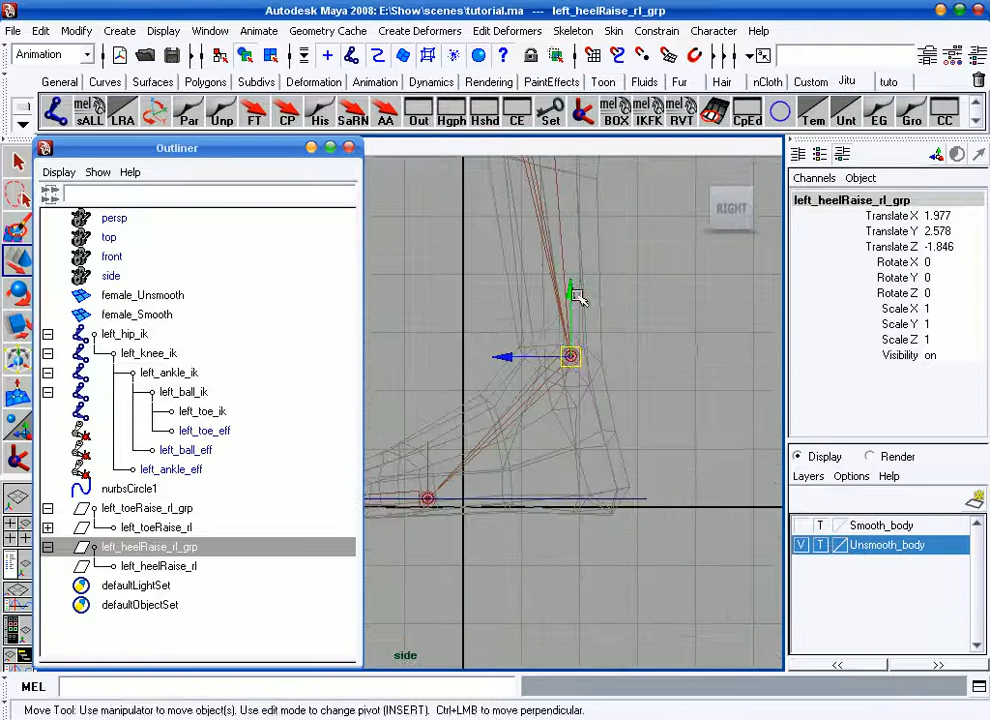 Autodesk Maya 2008: E:\Show\scenes\tutorial.ma --- left_heelRaise_rl_grp
File Edit Modify Create Display Window Animate Geometry Cache Create Deformers Edit Deformers Skeleton Skin Constrain Character Help
Animation
General Curves Surfaces Polygons Subdivs Deformation Animation Dynamics Rendering PaintEffects Toon Fluids Fur Hair nCloth Custom Jitu tuto
sALL LRA Par Unp FT CP His SaRN AA Out Hgph Hshd CE Set BOX IKFK RVT CpEd Tem Unt EG Gro CC
mel mel mel mel
Outliner
Display Show Help
persp
top
front
side
female_Unsmooth
female_Smooth
left_hip_ik
left_knee_ik
left_ankle_ik
left_ball_ik
left_toe_ik
left_toe_eff
left_ball_eff
left_ankle_eff
nurbsCircle1
left_toeRaise_rl_grp
left_toeRaise_rl
left_heelRaise_rl_grp
left_heelRaise_rl
defaultLightSet
defaultObjectSet
RIGHT
side
Channels Object
left_heelRaise_rl_grp
Translate X 1.977
Translate Y 2.578
Translate Z -1.846
Rotate X 0
Rotate Y 0
Rotate Z 0
Scale X 1
Scale Y 1
Scale Z 1
Visibility on
Display Render
Layers Options Help
T Smooth_body
V T Unsmooth_body
<< >>
MEL
Move Tool: Use manipulator to move object(s). Use edit mode to change pivot (INSERT). Ctrl+LMB to move perpendicular.